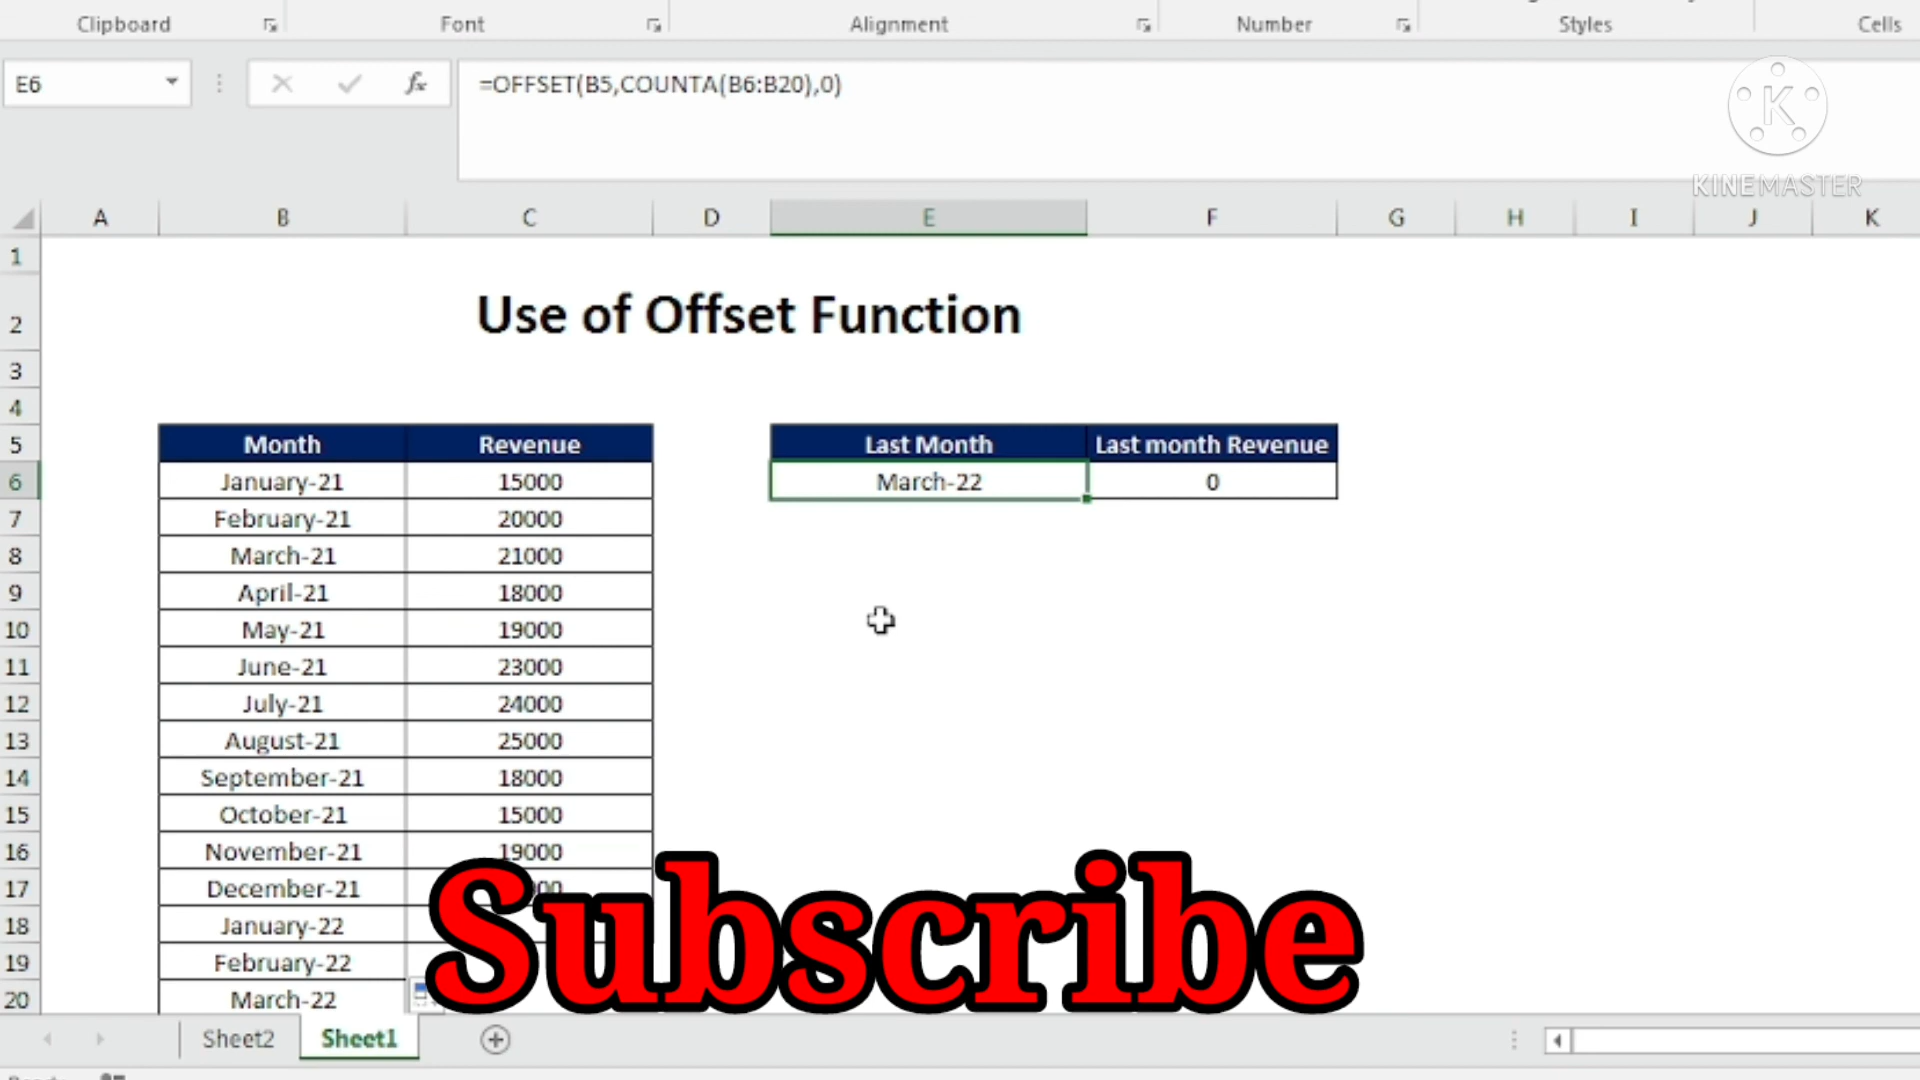 Clipboard Font Alignment Number Styles Cells
E6 fx =OFFSET(B5,COUNTA(B6:B20),0)
K
KINEMASTER
A B C D E F G H I J K
1
2 Use of Offset Function
3
4
5 Month Revenue Last Month Last month Revenue
6 January-21 15000 March-22 0
7 February-21 20000
8 March-21 21000
9 April-21 18000
10 May-21 19000
11 June-21 23000
12 July-21 24000
13 August-21 25000
14 September-21 18000
15 October-21 15000
16 November-21 19000
17 December-21
18 January-22
19 February-22
20 March-22
Subscribe
Sheet2 Sheet1